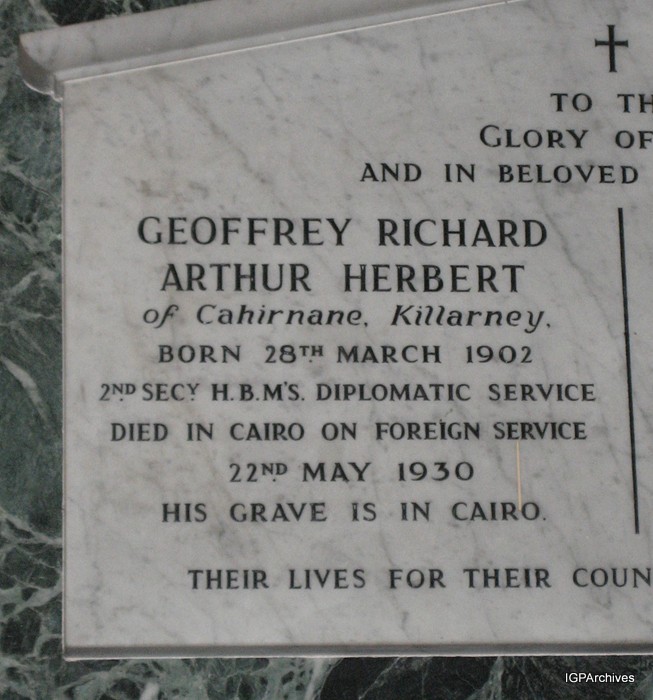 TO TH
GLORY OF
AND IN BELOVED
GEOFFREY RICHARD
ARTHUR HERBERT
of Cahirnane, Killarney.
BORN 28TH MARCH 1902
2ND SECY H.B.M'S. DIPLOMATIC SERVICE
DIED IN CAIRO ON FOREIGN SERVICE
22ND MAY 1930
HIS GRAVE IS IN CAIRO.
THEIR LIVES FOR THEIR COUN
IGPArchives